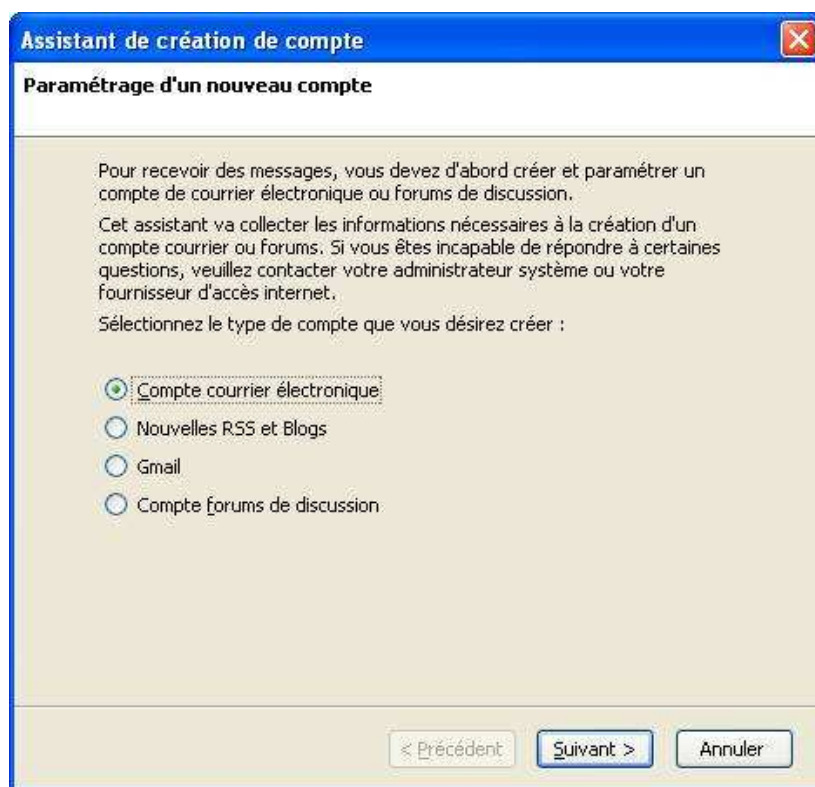 Assistant de création de compte
Paramétrage d'un nouveau compte
Pour recevoir des messages, vous devez d'abord créer et paramétrer un
compte de courrier électronique ou forums de discussion.
Cet assistant va collecter les informations nécessaires à la création d'un
compte courrier ou forums. Si vous êtes incapable de répondre à certaines
questions, veuillez contacter votre administrateur système ou votre
fournisseur d'accès internet.
Sélectionnez le type de compte que vous désirez créer :
Compte courrier électronique
Nouvelles RSS et Blogs
Gmail
Compte forums de discussion
< Précédent
Suivant >
Annuler